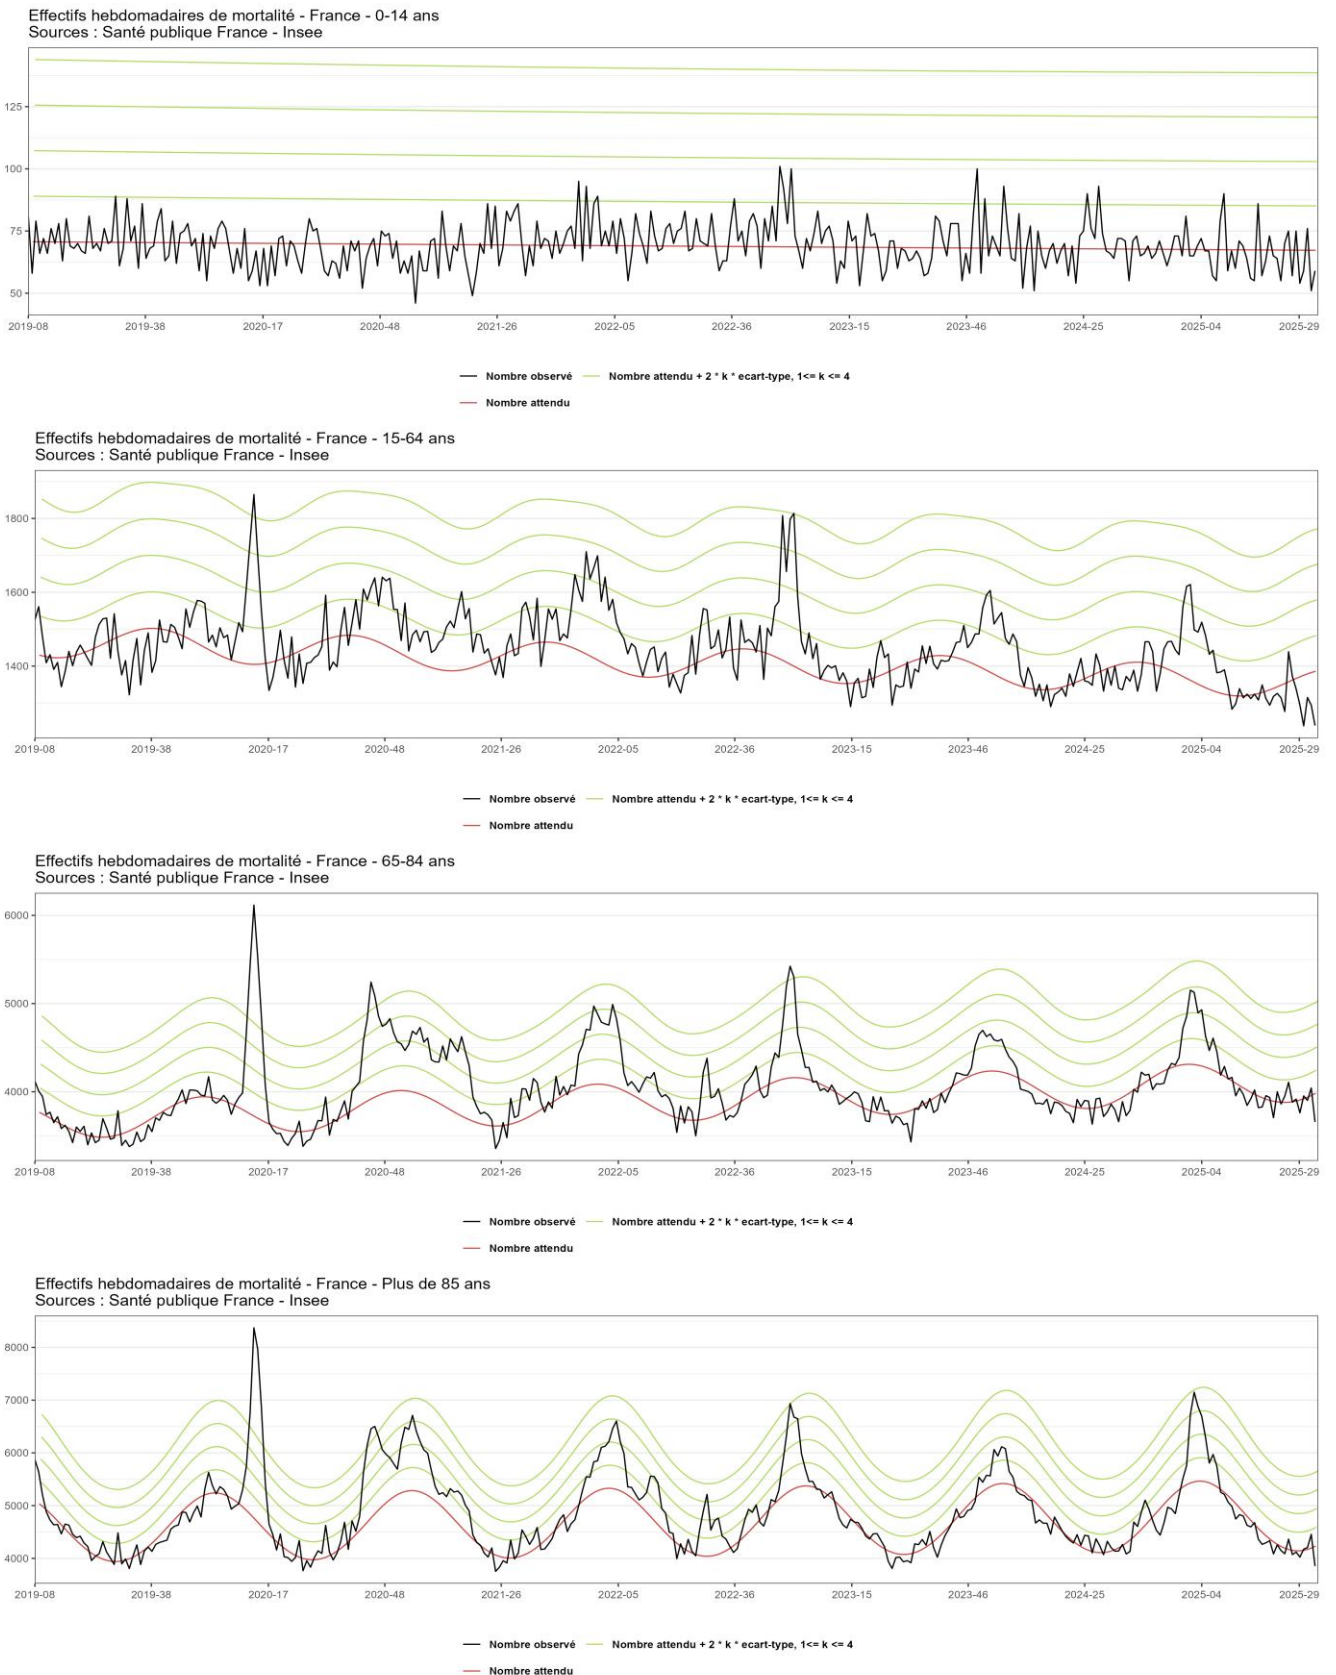 Effectifs hebdomadaires de mortalité - France - 0-14 ans
Sources : Santé publique France - Insee
125
100
75
50
2019-08 2019-38 2020-17 2020-48 2021-26 2022-05 2022-36 2023-15 2023-46 2024-25 2025-04 2025-29
Nombre observé Nombre attendu + 2 * k * ecart-type, 1<= k <= 4
Nombre attendu
Effectifs hebdomadaires de mortalité - France - 15-64 ans
Sources : Santé publique France - Insee
1800
1600
1400
2019-08 2019-38 2020-17 2020-48 2021-26 2022-05 2022-36 2023-15 2023-46 2024-25 2025-04 2025-29
Nombre observé Nombre attendu + 2 * k * ecart-type, 1<= k <= 4
Nombre attendu
Effectifs hebdomadaires de mortalité - France - 65-84 ans
Sources : Santé publique France - Insee
6000
5000
4000
2019-08 2019-38 2020-17 2020-48 2021-26 2022-05 2022-36 2023-15 2023-46 2024-25 2025-04 2025-29
Nombre observé Nombre attendu + 2 * k * ecart-type, 1<= k <= 4
Nombre attendu
Effectifs hebdomadaires de mortalité - France - Plus de 85 ans
Sources : Santé publique France - Insee
8000
7000
6000
5000
4000
2019-08 2019-38 2020-17 2020-48 2021-26 2022-05 2022-36 2023-15 2023-46 2024-25 2025-04 2025-29
Nombre observé Nombre attendu + 2 * k * ecart-type, 1<= k <= 4
Nombre attendu